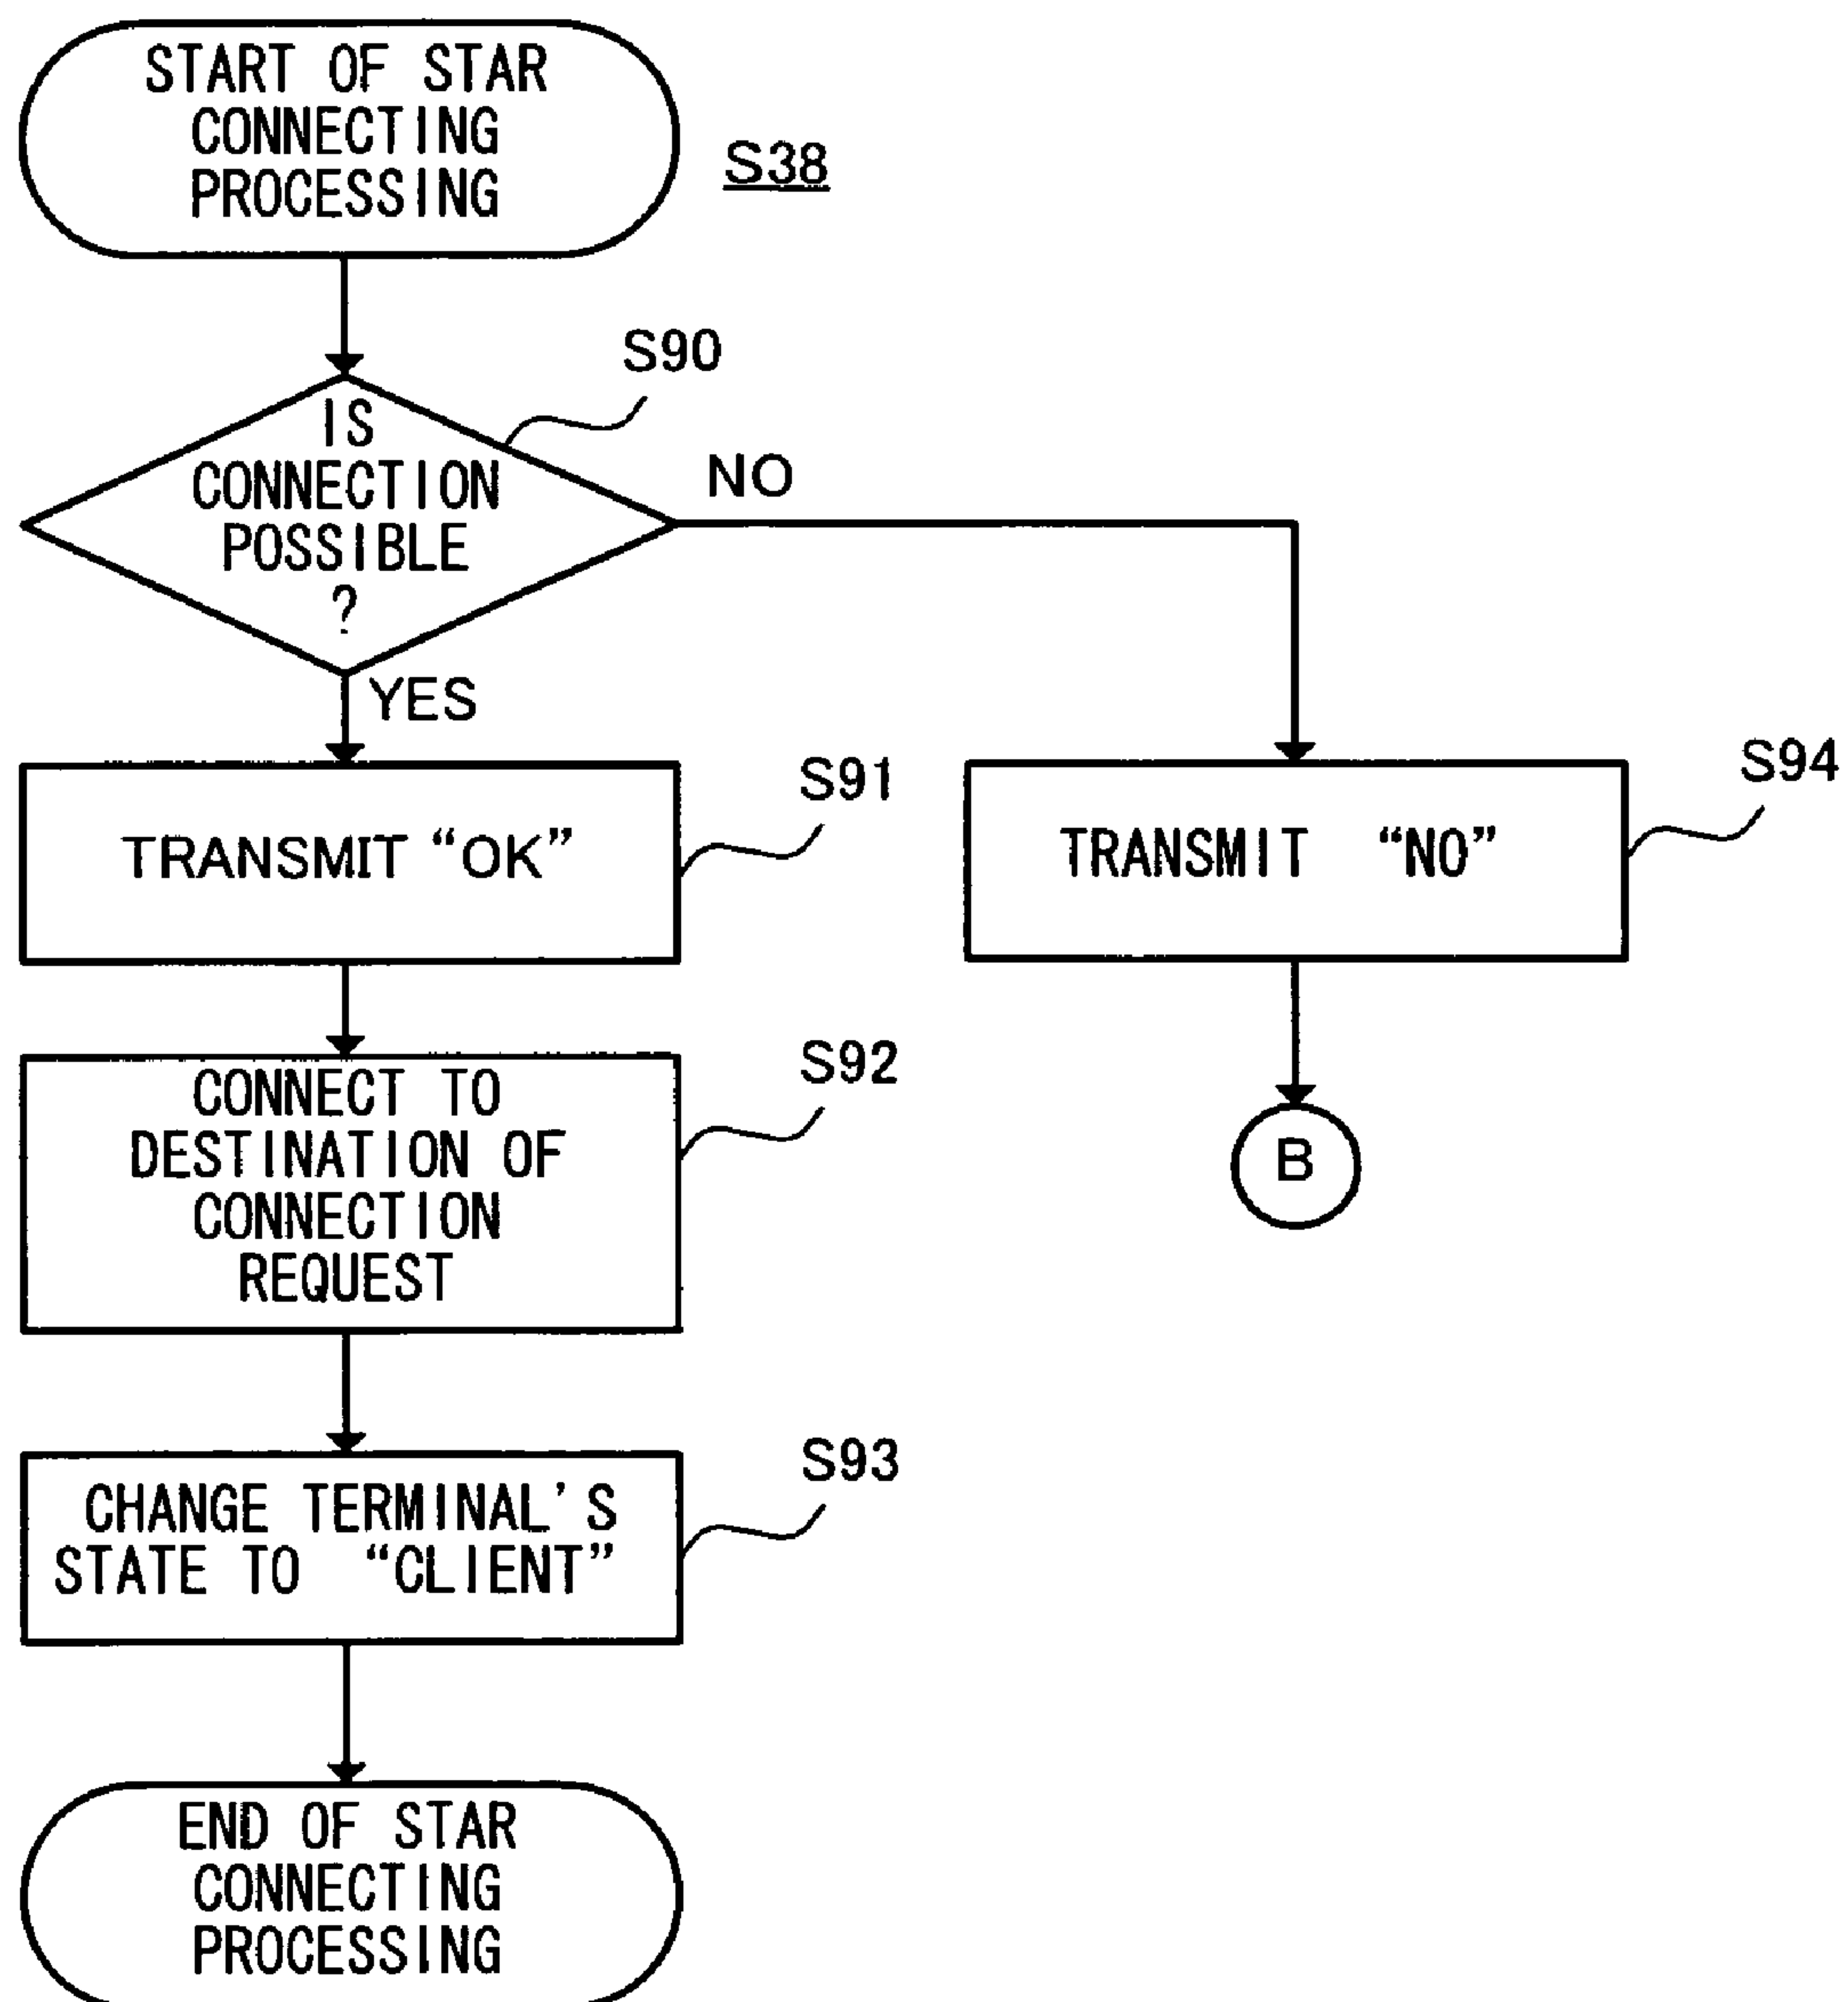 START OF STAR
CONNECTING
PROCESSING
S38
S90
IS
CONNECTION
POSSIBLE
?
NO
YES
S91
TRANSMIT “OK”
S94
TRANSMIT “NO”
S92
CONNECT TO
DESTINATION OF
CONNECTION
REQUEST
B
S93
CHANGE TERMINAL'S
STATE TO “CLIENT”
END OF STAR
CONNECTING
PROCESSING